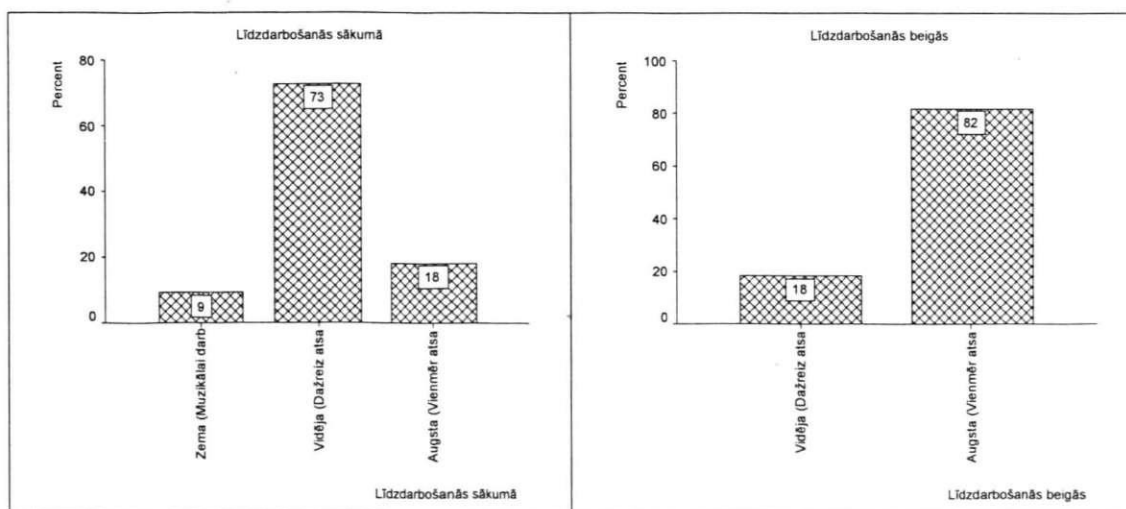 Līdzdarbošanās sākumā
Percent
80
60
40
20
0
73
18
9
Zema (Muzikālai darb
Vidēja (Dažreiz atsa
Augsta (Vienmēr atsa
Līdzdarbošanās sākumā
Līdzdarbošanās beigās
Percent
100
80
60
40
20
0
82
18
Vidēja (Dažreiz atsa
Augsta (Vienmēr atsa
Līdzdarbošanās beigās